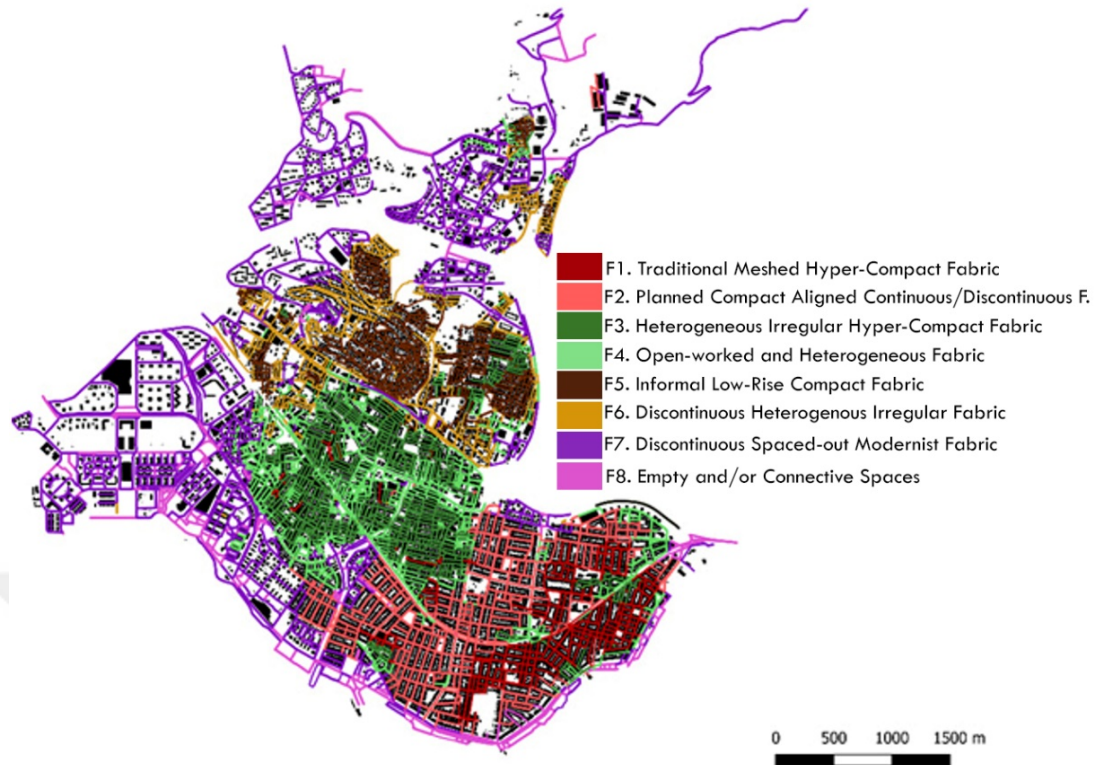 F1. Traditional Meshed Hyper-Compact Fabric
F2. Planned Compact Aligned Continuous/Discontinuous F.
F3. Heterogeneous Irregular Hyper-Compact Fabric
F4. Open-worked and Heterogeneous Fabric
F5. Informal Low-Rise Compact Fabric
F6. Discontinuous Heterogenous Irregular Fabric
F7. Discontinuous Spaced-out Modernist Fabric
F8. Empty and/or Connective Spaces
0 500 1000 1500 m